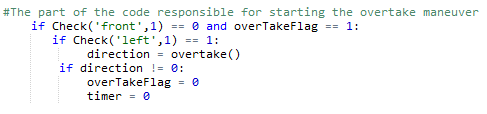 #The part of the code responsible for starting the overtake maneuver
if Check('front',1) == 0 and overTakeFlag == 1:
if Check('left',1) == 1:
direction = overtake()
if direction != 0:
overTakeFlag = 0
timer = 0